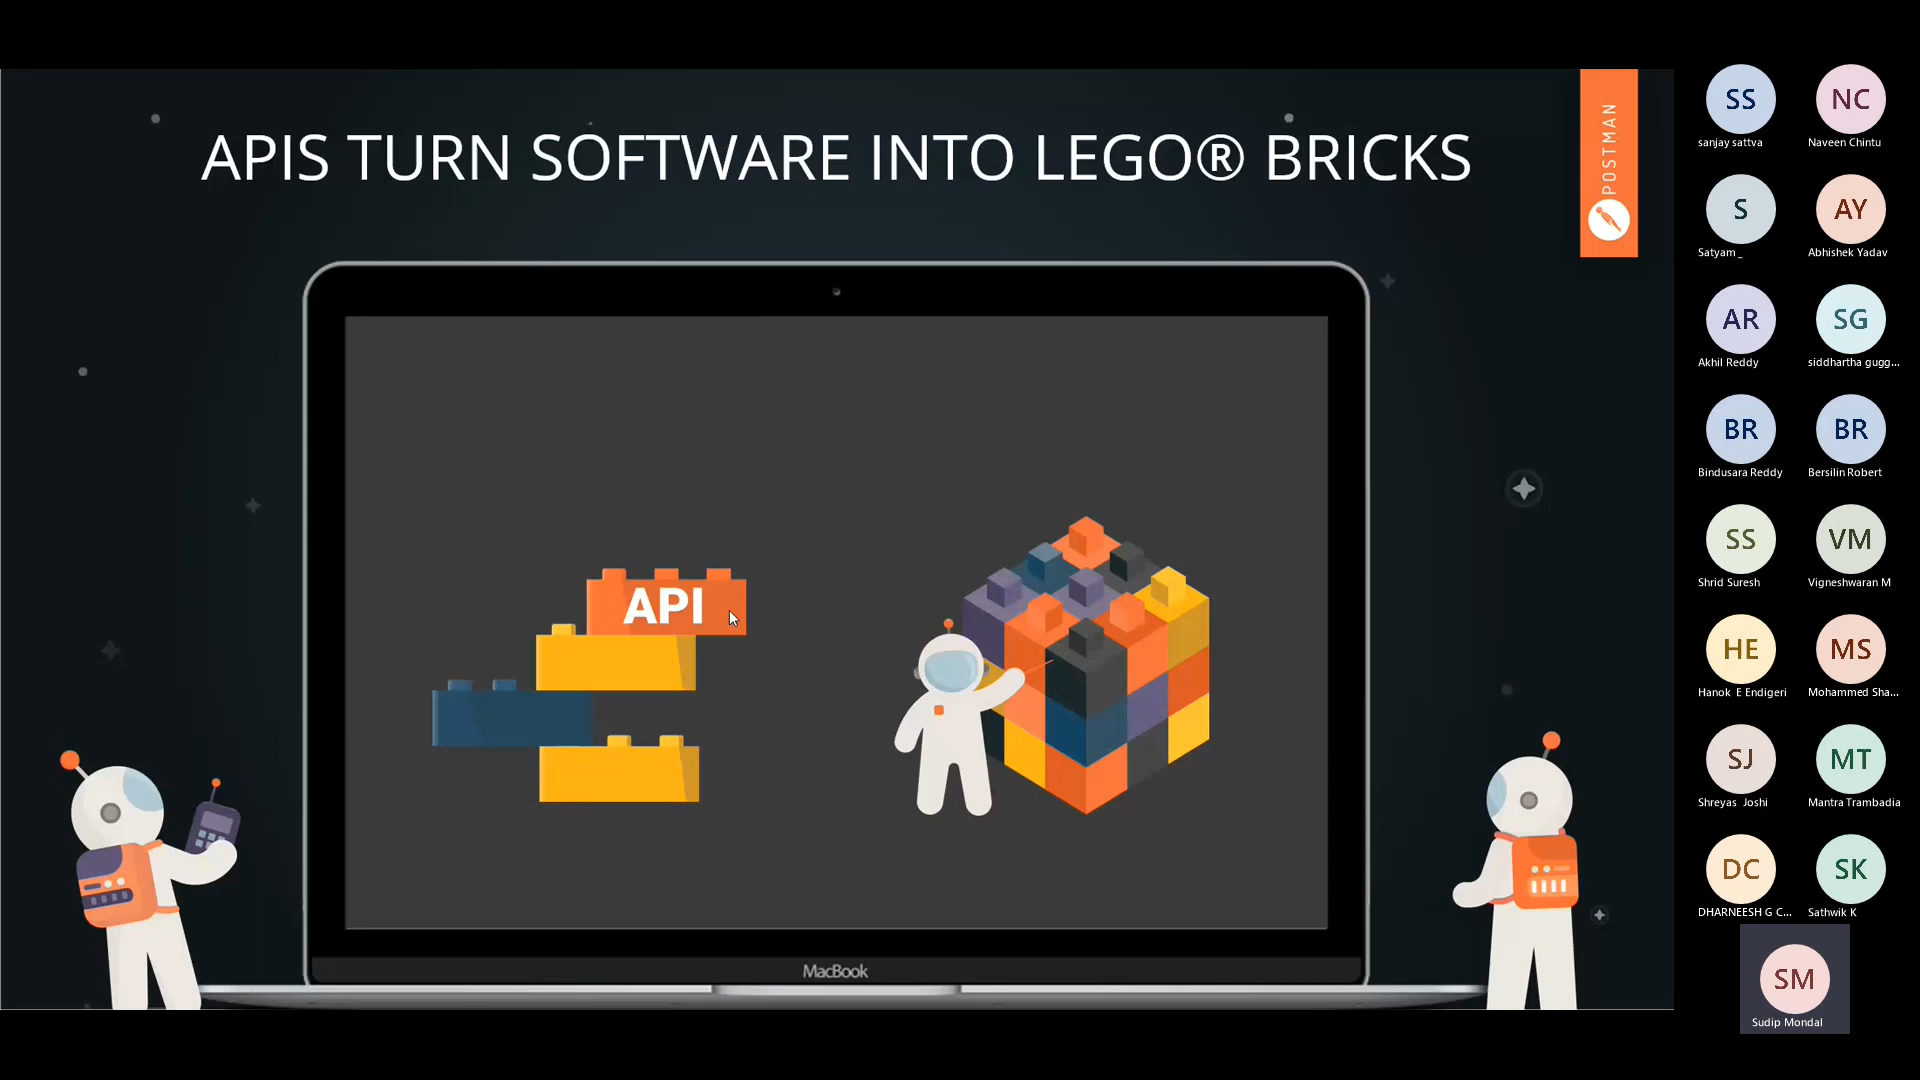 APIS TURN SOFTWARE INTO LEGO® BRICKS
POSTMAN
API
MacBook
SS
sanjay sattva
NC
Naveen Chintu
S
Satyam _
AY
Abhishek Yadav
AR
Akhil Reddy
SG
siddhartha gugg...
BR
Bindusara Reddy
BR
Bersilin Robert
SS
Shrid Suresh
VM
Vigneshwaran M
HE
Hanok E Endigeri
MS
Mohammed Sha...
SJ
Shreyas Joshi
MT
Mantra Trambadia
DC
DHARNEESH G C...
SK
Sathwik K
SM
Sudip Mondal